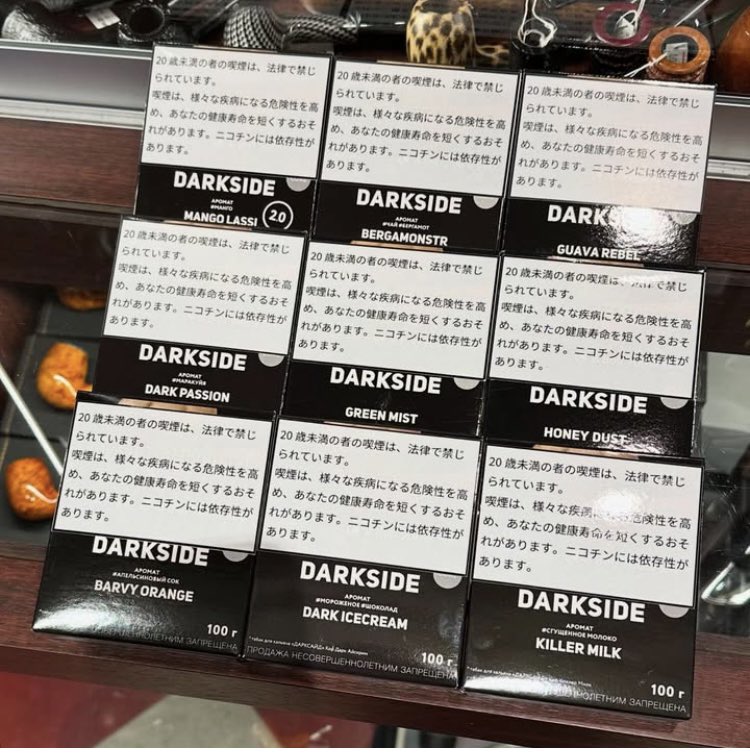 20歳未満の者の喫煙は、法律で禁じ
られています。
喫煙は、様々な疾病になる危険性を高
め、あなたの健康寿命を短くするおそ
れがあります。ニコチンには依存性が
あります。
DARKSIDE
АРОМАТ
#МАНГО
MANGO LASSI
2.0
20歳未満の者の喫煙は、法律で禁じ
られています。
喫煙は、様々な疾病になる危険性を高
め、あなたの健康寿命を短くするおそ
れがあります。ニコチンには依存性が
あります。
DARKSIDE
АРОМАТ
#ЧАЙ #БЕРГАМОТ
BERGAMONSTR
20歳未満の者の喫煙は、法律で禁じ
られています。
喫煙は、様々な疾病になる危険性を高
め、あなたの健康寿命を短くするおそ
れがあります。ニコチンには依存性が
あります。
DARKSIDE
GUAVA REBEL
20歳未満の者の喫煙は、法律で禁じ
られています。
喫煙は、様々な疾病になる危険性を高
め、あなたの健康寿命を短くするおそ
れがあります。ニコチンには依存性が
あります。
DARKSIDE
АРОМАТ
#МАРАКУЙЯ
DARK PASSION
20歳未満の者の喫煙は、法律で禁じ
られています。
喫煙は、様々な疾病になる危険性を高
め、あなたの健康寿命を短くするおそ
れがあります。ニコチンには依存性が
あります。
DARKSIDE
GREEN MIST
20歳未満の者の喫煙は、法律で禁じ
られています。
喫煙は、様々な疾病になる危険性を高
め、あなたの健康寿命を短くするおそ
れがあります。ニコチンには依存性が
あります。
DARKSIDE
HONEY DUST
20歳未満の者の喫煙は、法律で禁じ
られています。
喫煙は、様々な疾病になる危険性を高
め、あなたの健康寿命を短くするおそ
れがあります。ニコチンには依存性が
あります。
DARKSIDE
АРОМАТ
#АПЕЛЬСИНОВЫЙ СОК
BARVY ORANGE
100 г
20歳未満の者の喫煙は、法律で禁じ
られています。
喫煙は、様々な疾病になる危険性を高
め、あなたの健康寿命を短くするおそ
れがあります。ニコチンには依存性が
あります。
DARKSIDE
АРОМАТ
#МОРОЖЕНОЕ #ШОКОЛАД
DARK ICECREAM
*табак для кальяна «ДАРКСАЙД» Кор Дарк Айскрим
100 г
ПРОДАЖА НЕСОВЕРШЕННОЛЕТНИМ ЗАПРЕЩЕНА
20歳未満の者の喫煙は、法律で禁じ
られています。
喫煙は、様々な疾病になる危険性を高
め、あなたの健康寿命を短くするおそ
れがあります。ニコチンには依存性が
あります。
DARKSIDE
АРОМАТ
#СГУЩЕННОЕ МОЛОКО
KILLER MILK
100 г